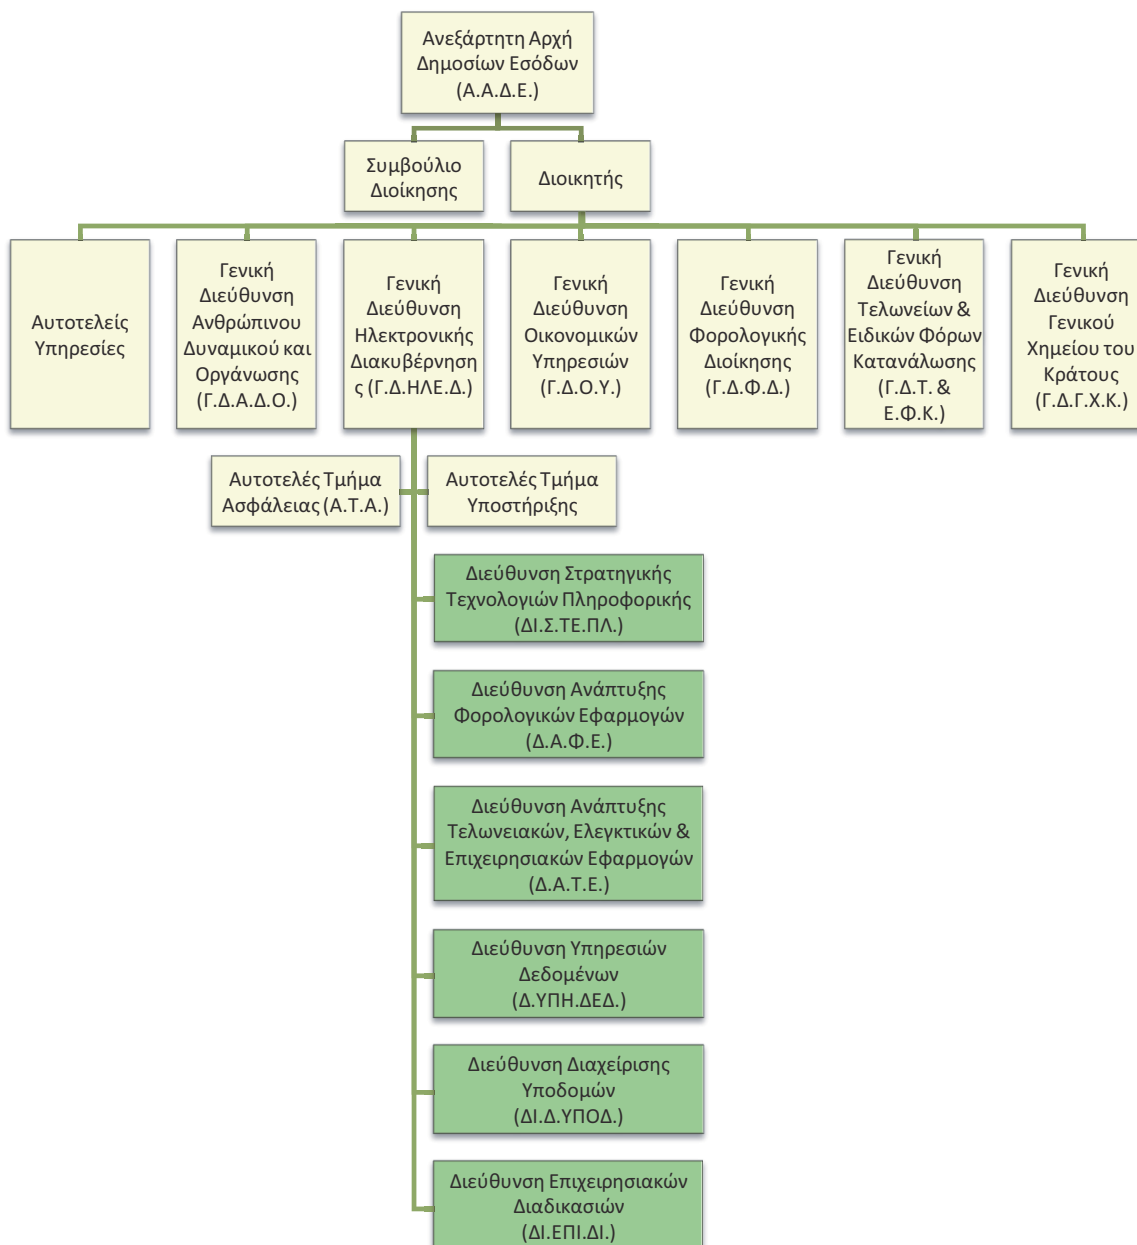 Ανεξάρτητη Αρχή
Δημοσίων Εσόδων
(Α.Α.Δ.Ε.)
Συμβούλιο
Διοίκησης
Διοικητής
Αυτοτελείς
Υπηρεσίες
Γενική
Διεύθυνση
Ανθρώπινου
Δυναμικού και
Οργάνωσης
(Γ.Δ.Α.Δ.Ο.)
Γενική
Διεύθυνση
Ηλεκτρονικής
Διακυβέρνηση
ς (Γ.Δ.ΗΛΕ.Δ.)
Γενική
Διεύθυνση
Οικονομικών
Υπηρεσιών
(Γ.Δ.Ο.Υ.)
Γενική
Διεύθυνση
Φορολογικής
Διοίκησης
(Γ.Δ.Φ.Δ.)
Γενική
Διεύθυνση
Τελωνείων &
Ειδικών Φόρων
Κατανάλωσης
(Γ.Δ.Τ. &
Ε.Φ.Κ.)
Γενική
Διεύθυνση
Γενικού
Χημείου του
Κράτους
(Γ.Δ.Γ.Χ.Κ.)
Αυτοτελές Τμήμα
Ασφάλειας (Α.Τ.Α.)
Αυτοτελές Τμήμα
Υποστήριξης
Διεύθυνση Στρατηγικής
Τεχνολογιών Πληροφορικής
(ΔΙ.Σ.ΤΕ.ΠΛ.)
Διεύθυνση Ανάπτυξης
Φορολογικών Εφαρμογών
(Δ.Α.Φ.Ε.)
Διεύθυνση Ανάπτυξης
Τελωνειακών, Ελεγκτικών &
Επιχειρησιακών Εφαρμογών
(Δ.Α.Τ.Ε.)
Διεύθυνση Υπηρεσιών
Δεδομένων
(Δ.ΥΠΗ.ΔΕΔ.)
Διεύθυνση Διαχείρισης
Υποδομών
(ΔΙ.Δ.ΥΠΟΔ.)
Διεύθυνση Επιχειρησιακών
Διαδικασιών
(ΔΙ.ΕΠΙ.ΔΙ.)